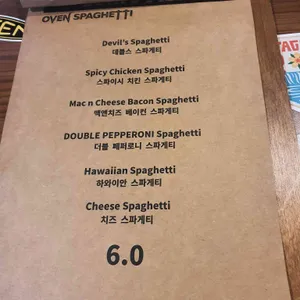 OVEN SPAGHETTI
Devil's Spaghetti
데블스 스파게티
Spicy Chicken Spaghetti
스파이시 치킨 스파게티
Mac n Cheese Bacon Spaghetti
맥앤치즈 베이컨 스파게티
DOUBLE PEPPERONI Spaghetti
더블 페퍼로니 스파게티
Hawaiian Spaghetti
하와이안 스파게티
Cheese Spaghetti
치즈 스파게티
6.0
TAG